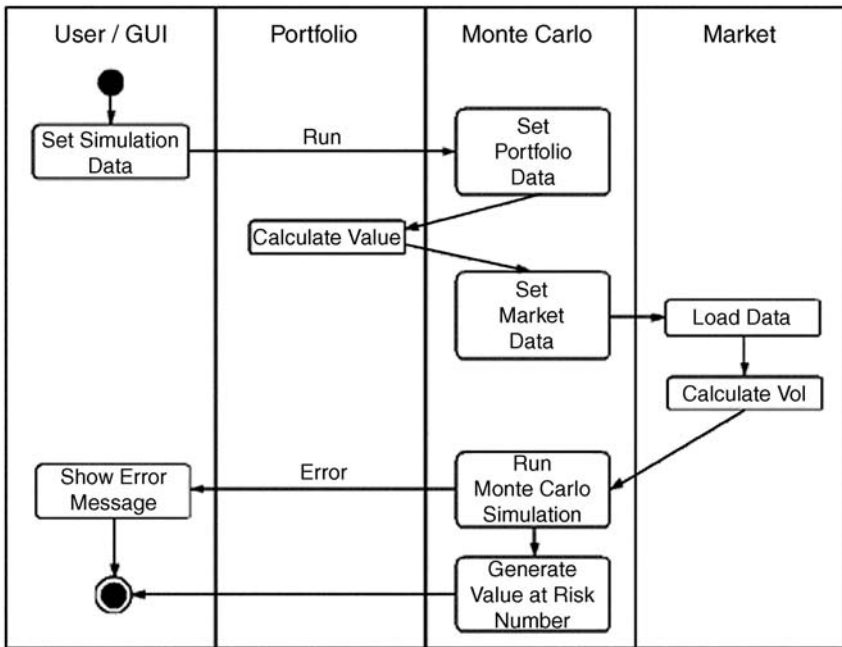 User / GUI
Portfolio
Monte Carlo
Market
Set Simulation
Data
Run
Set
Portfolio
Data
Calculate Value
Set
Market
Data
Load Data
Calculate Vol
Show Error
Message
Error
Run
Monte Carlo
Simulation
Generate
Value at Risk
Number